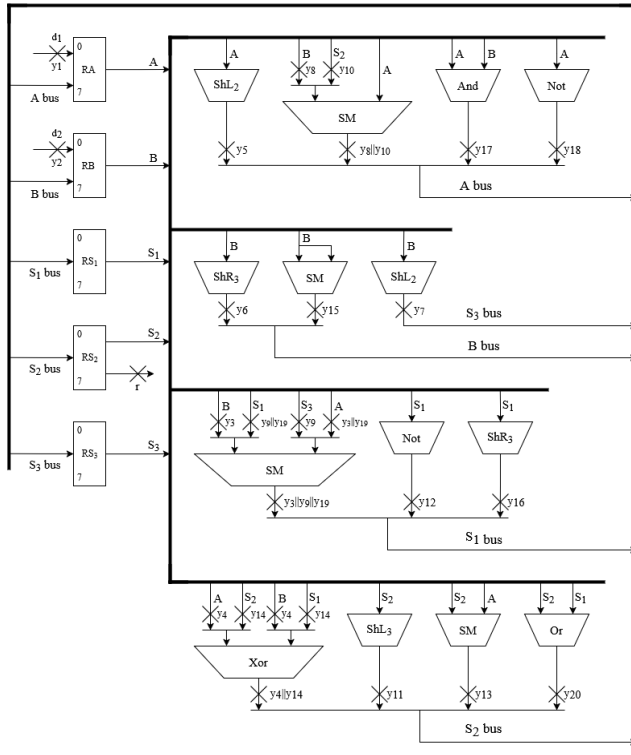 d1
y1
0
RA
7
A
A bus
d2
y2
0
RB
7
B
B bus
0
RS1
7
S1
S1 bus
0
RS2
7
S2
r
S2 bus
0
RS3
7
S3
S3 bus
A B S2 A A B A
y8 y10
ShL2 SM And Not
y5 y8||y10 y17 y18
A bus
B B B
ShR3 SM ShL2
y6 y15 y7
S3 bus
B bus
B S1 S3 A S1 S1
y3 y9||y19 y9 y3||y19
Not ShR3
SM
y3||y9||y19 y12 y16
S1 bus
A S2 B S1 S2 S2 A S2 S1
y4 y14 y4 y14
ShL3 SM Or
Xor
y4||y14 y11 y13 y20
S2 bus